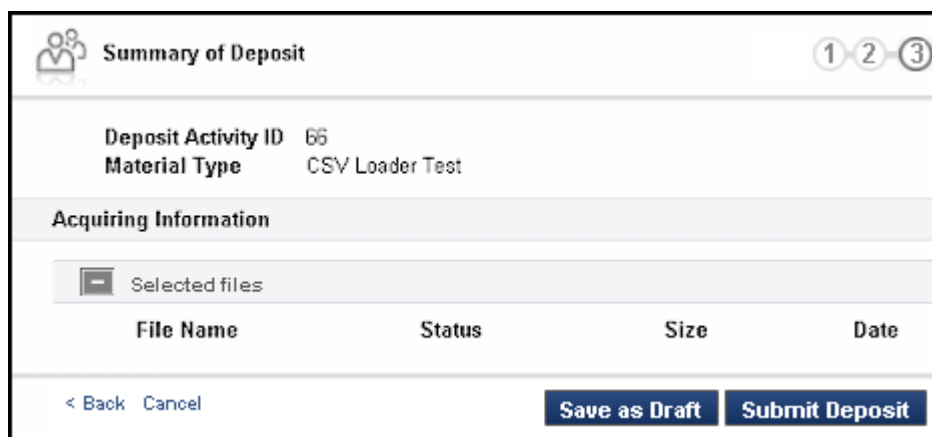 Summary of Deposit 1 2 3
Deposit Activity ID 66
Material Type CSV Loader Test
Acquiring Information
Selected files
File Name Status Size Date
< Back Cancel Save as Draft Submit Deposit